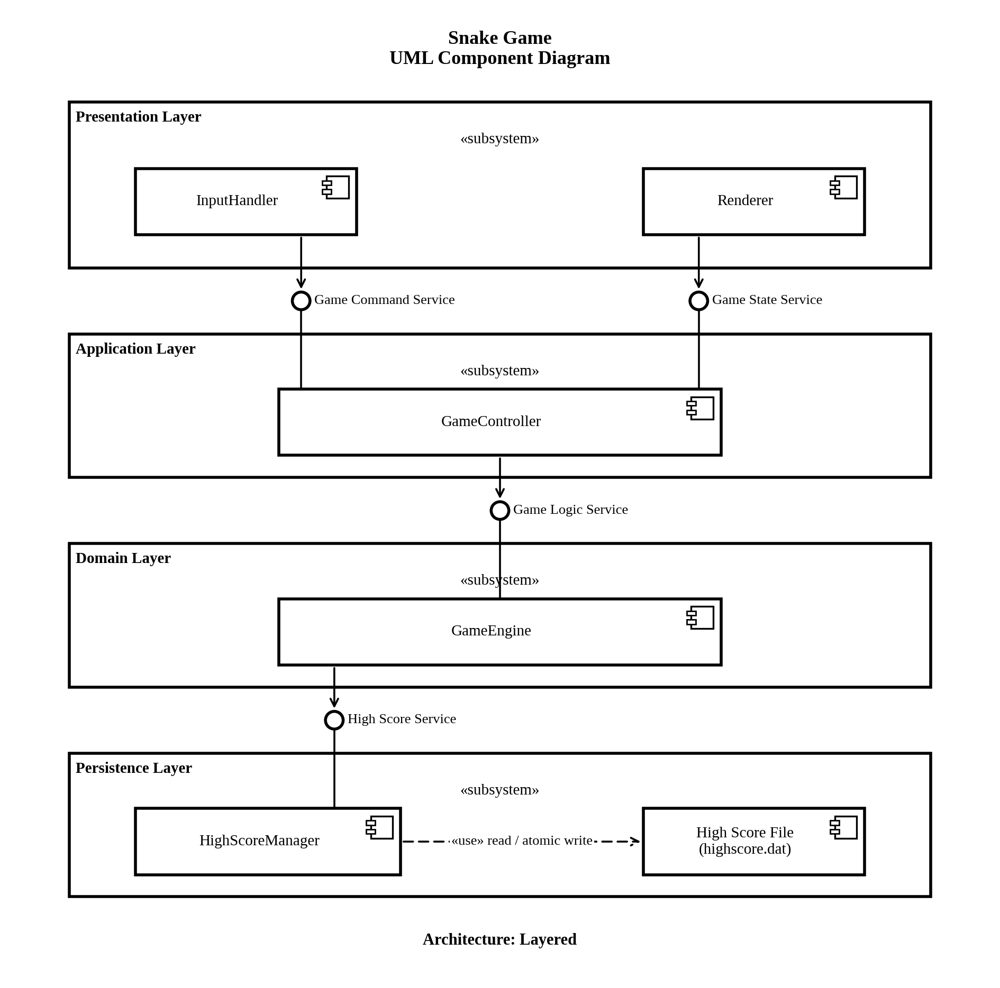 Snake Game
UML Component Diagram
Presentation Layer
«subsystem»
InputHandler
Renderer
Game Command Service
Game State Service
Application Layer
«subsystem»
GameController
Game Logic Service
Domain Layer
«subsystem»
GameEngine
High Score Service
Persistence Layer
«subsystem»
HighScoreManager
«use» read / atomic write
High Score File
(highscore.dat)
Architecture: Layered